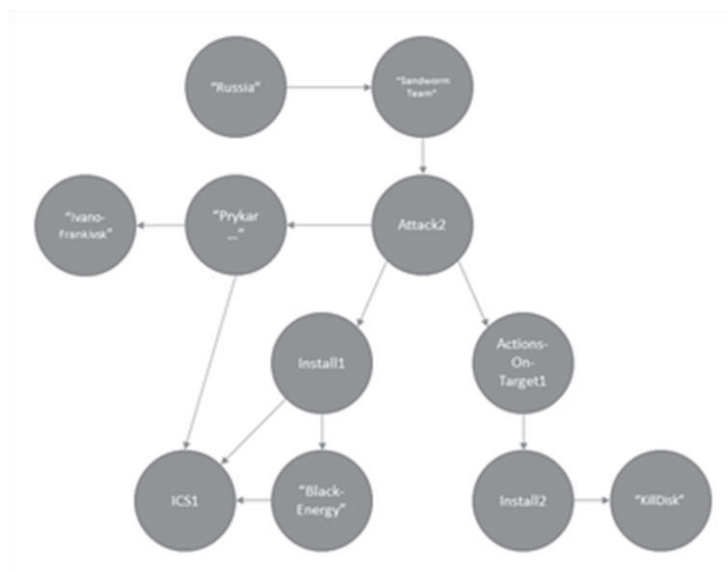 "Russia"
"Sandworm
Team"
"Ivano-
Frankivsk"
"Prykar
..."
Attack2
Install1
Actions-
On-
Target1
ICS1
"Black-
Energy"
Install2
"KillDisk"